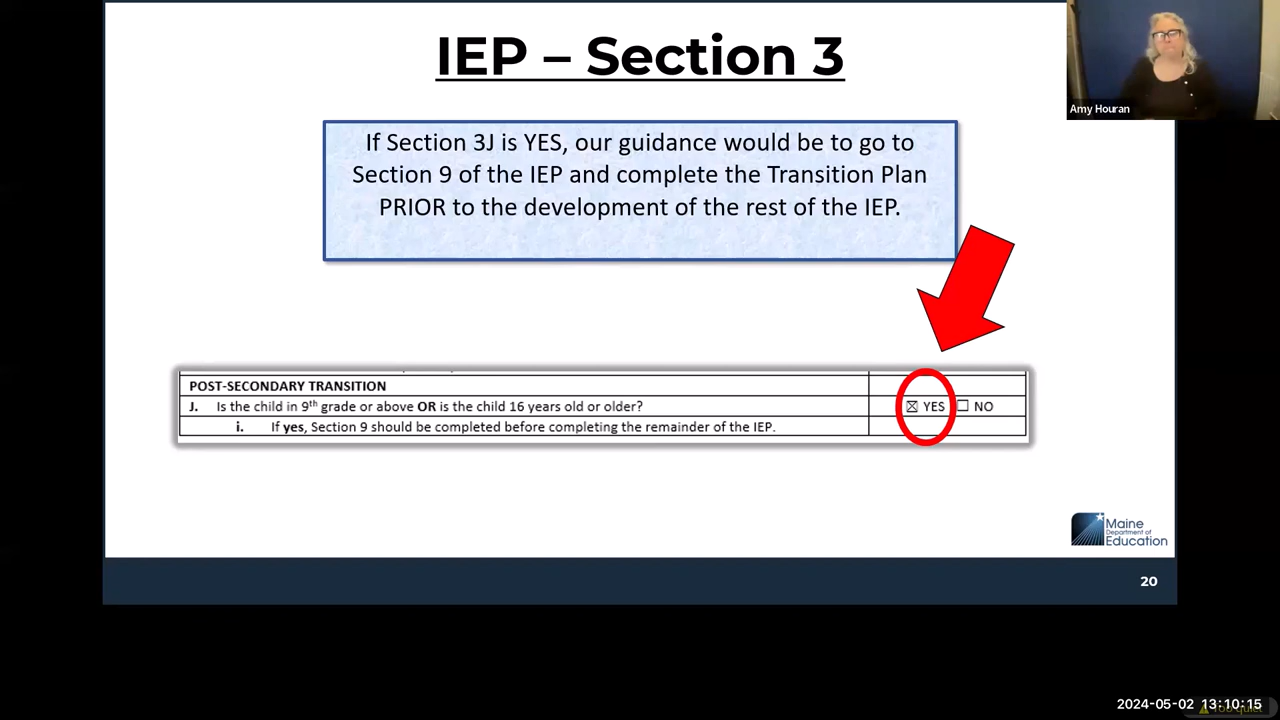 IEP – Section 3
Amy Houran
If Section 3J is YES, our guidance would be to go to
Section 9 of the IEP and complete the Transition Plan
PRIOR to the development of the rest of the IEP.
POST-SECONDARY TRANSITION
J. Is the child in 9th grade or above OR is the child 16 years old or older? ☒ YES ☐ NO
i. If yes, Section 9 should be completed before completing the remainder of the IEP.
Maine
Department of
Education
20
2024-05-02 13:10:15